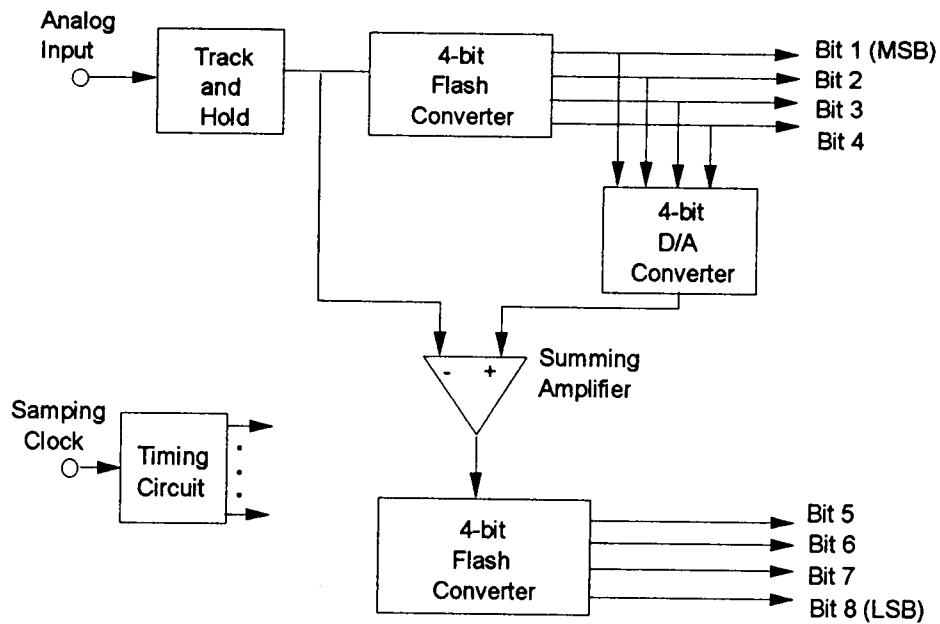 Analog
Input
Track
and
Hold
4-bit
Flash
Converter
Bit 1 (MSB)
Bit 2
Bit 3
Bit 4
4-bit
D/A
Converter
- +
Summing
Amplifier
Samping
Clock
Timing
Circuit
4-bit
Flash
Converter
Bit 5
Bit 6
Bit 7
Bit 8 (LSB)